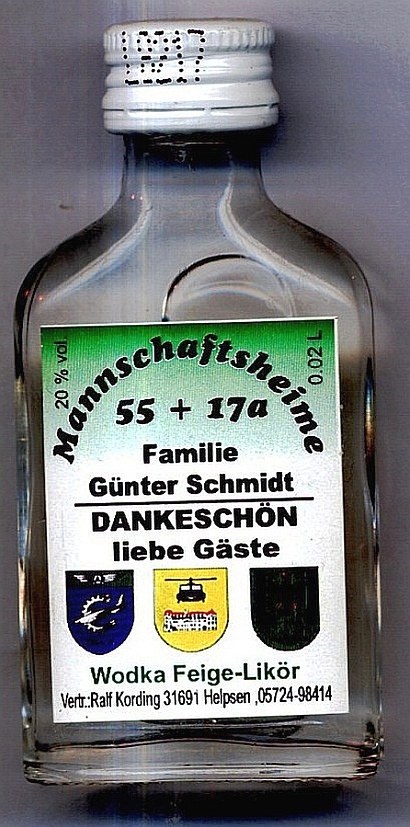 L00217
Mannschaftsheime
20 % vol.
0.02 L
55 + 17a
Familie
Günter Schmidt
DANKESCHÖN
liebe Gäste
Wodka Feige-Likör
Vertr.:Ralf Kording 31691 Helpsen ,05724-98414